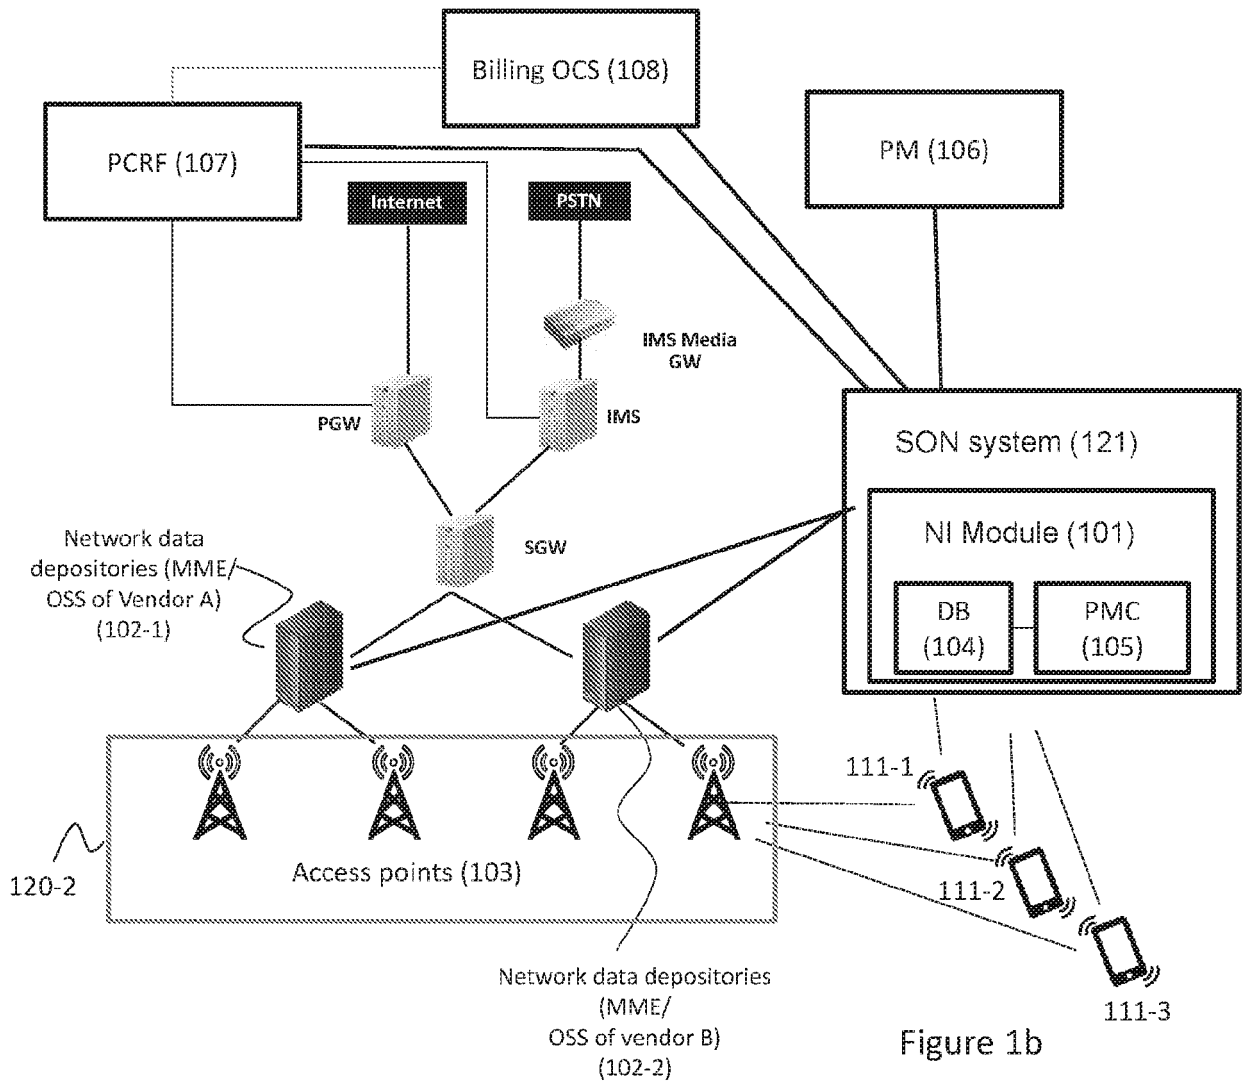 Billing OCS (108)
PCRF (107)
PM (106)
Internet
PSTN
IMS Media
GW
PGW
IMS
SON system (121)
NI Module (101)
DB
(104)
PMC
(105)
SGW
Network data
depositories (MME/
OSS of Vendor A)
(102-1)
111-1
111-2
111-3
Access points (103)
120-2
Network data depositories
(MME/
OSS of vendor B)
(102-2)
Figure 1b